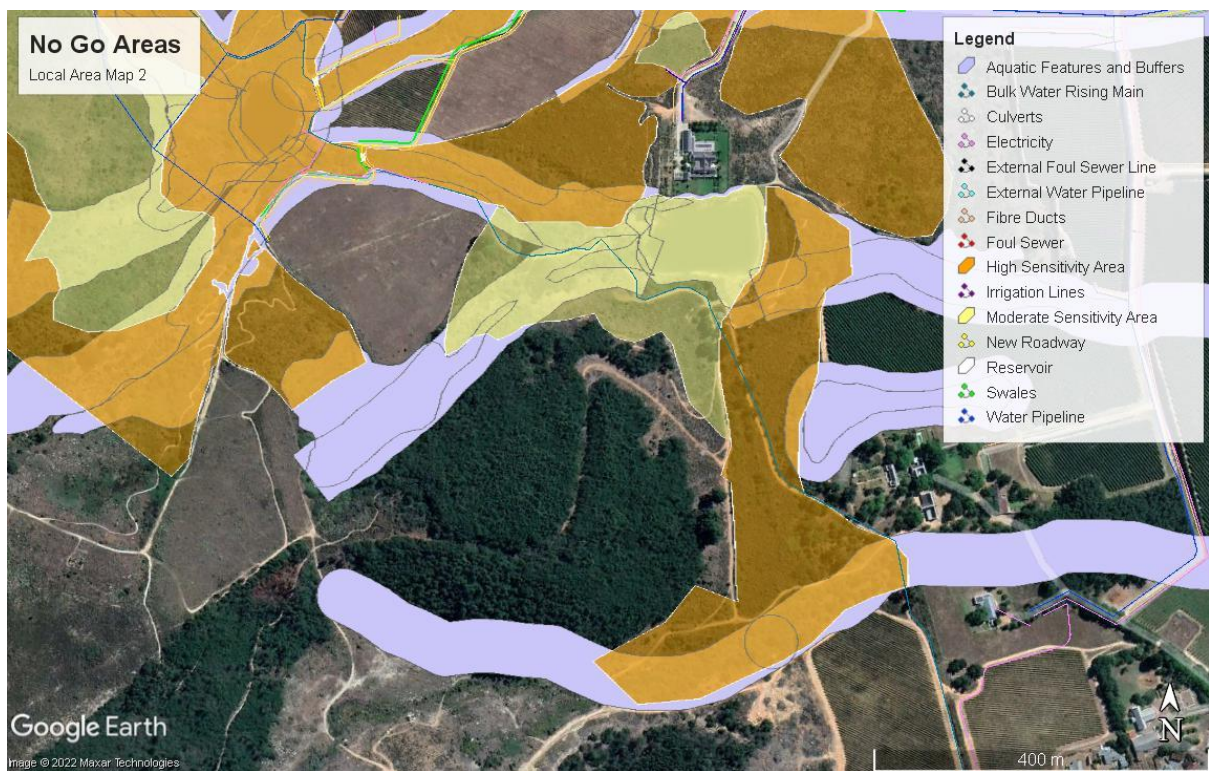 No Go Areas
Local Area Map 2
Legend
Aquatic Features and Buffers
Bulk Water Rising Main
Culverts
Electricity
External Foul Sewer Line
External Water Pipeline
Fibre Ducts
Foul Sewer
High Sensitivity Area
Irrigation Lines
Moderate Sensitivity Area
New Roadway
Reservoir
Swales
Water Pipeline
N
Google Earth
Image © 2022 Maxar Technologies
400 m